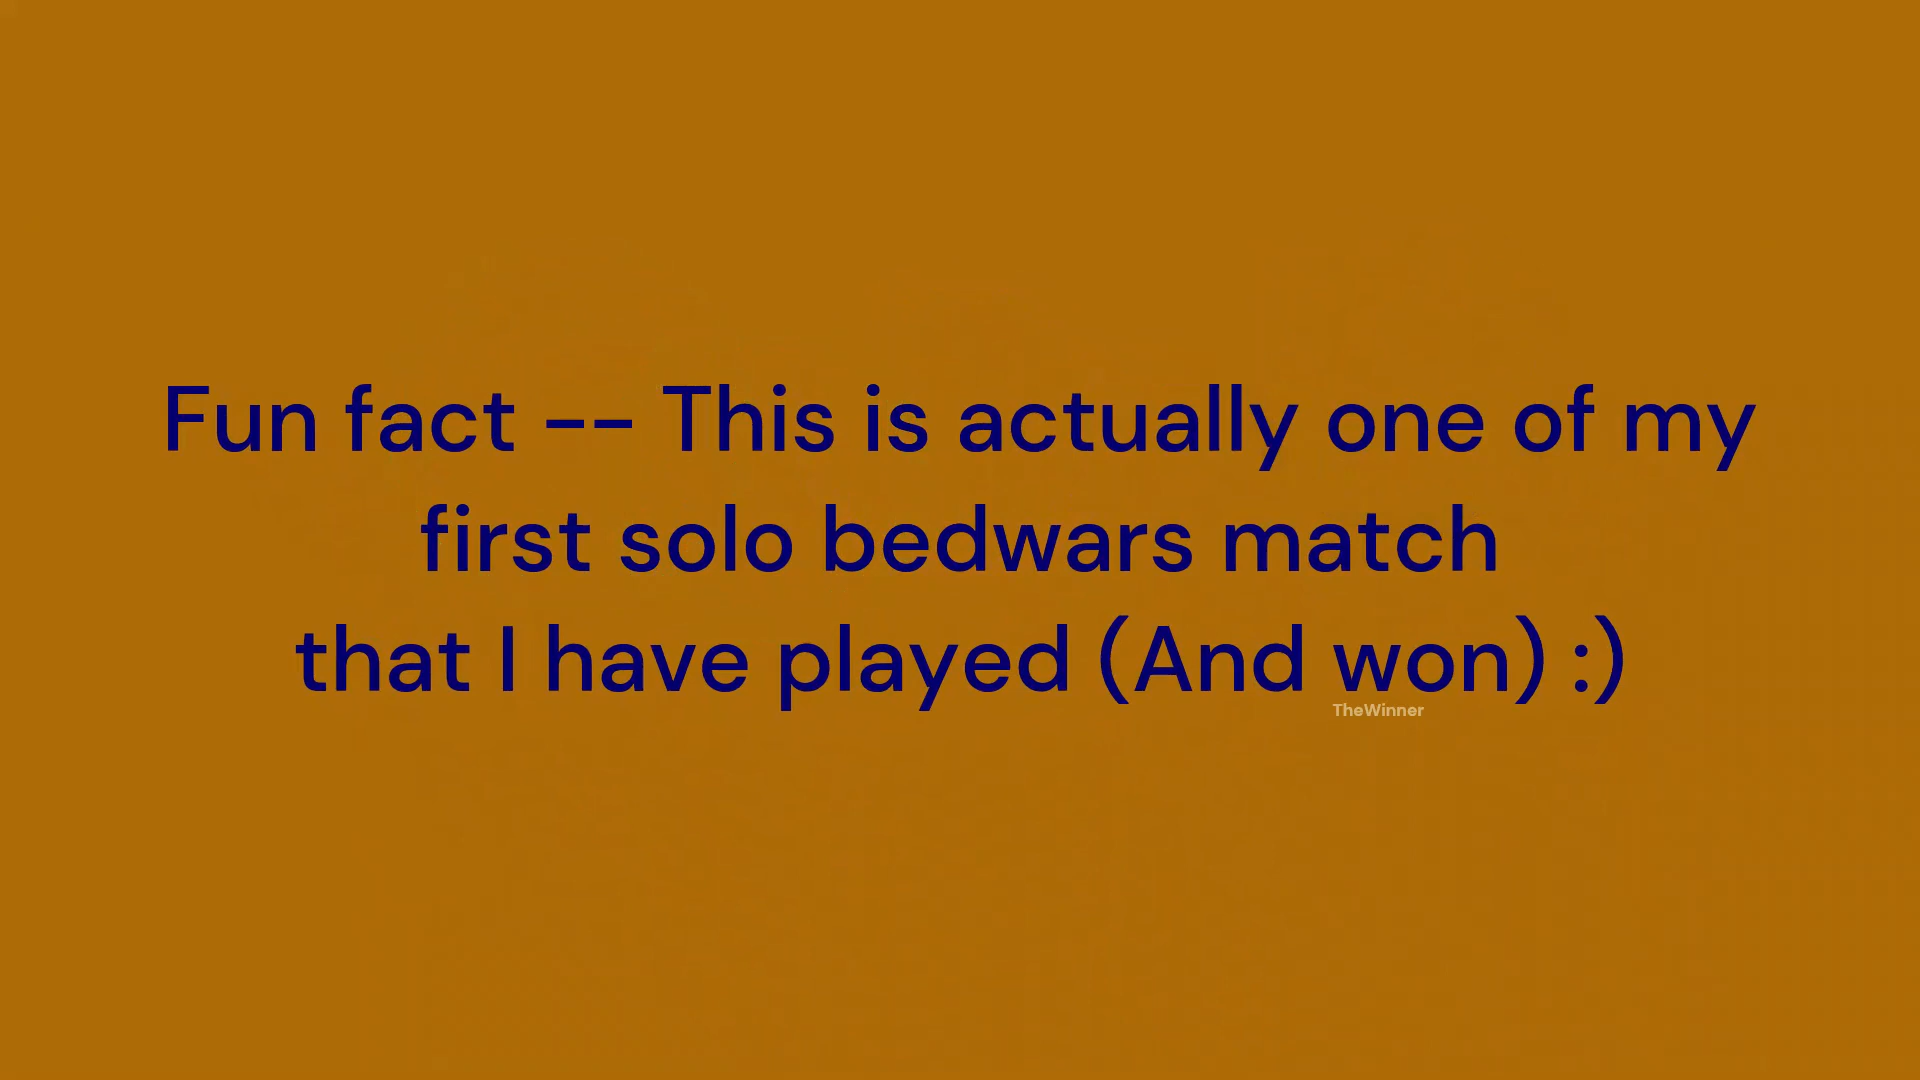 Fun fact -- This is actually one of my
first solo bedwars match
that I have played (And won) :)
TheWinner